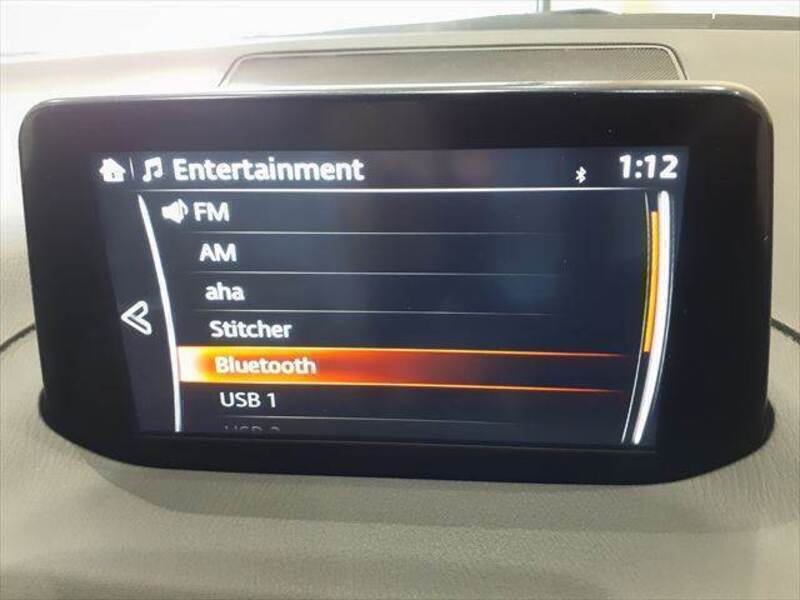 Entertainment 1:12
FM
AM
aha
Stitcher
Bluetooth
USB 1